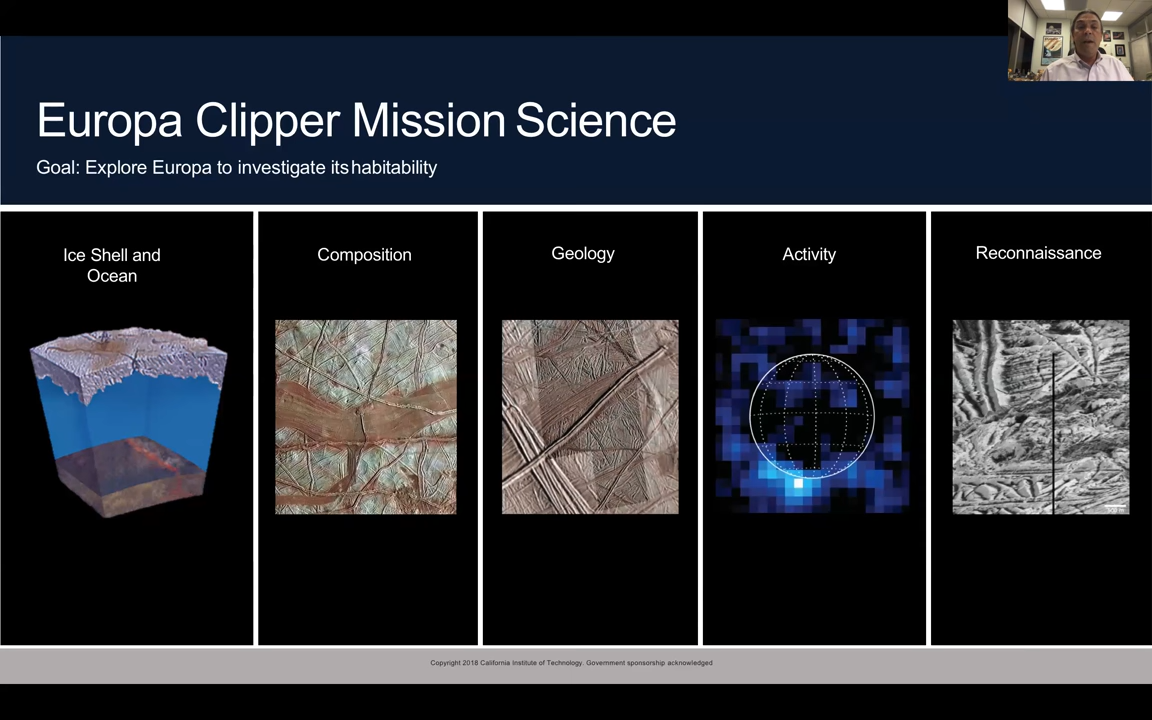 Europa Clipper Mission Science
Goal: Explore Europa to investigate its habitability
Ice Shell and
Ocean
Composition
Geology
Activity
Reconnaissance
Copyright 2018 California Institute of Technology. Government sponsorship acknowledged